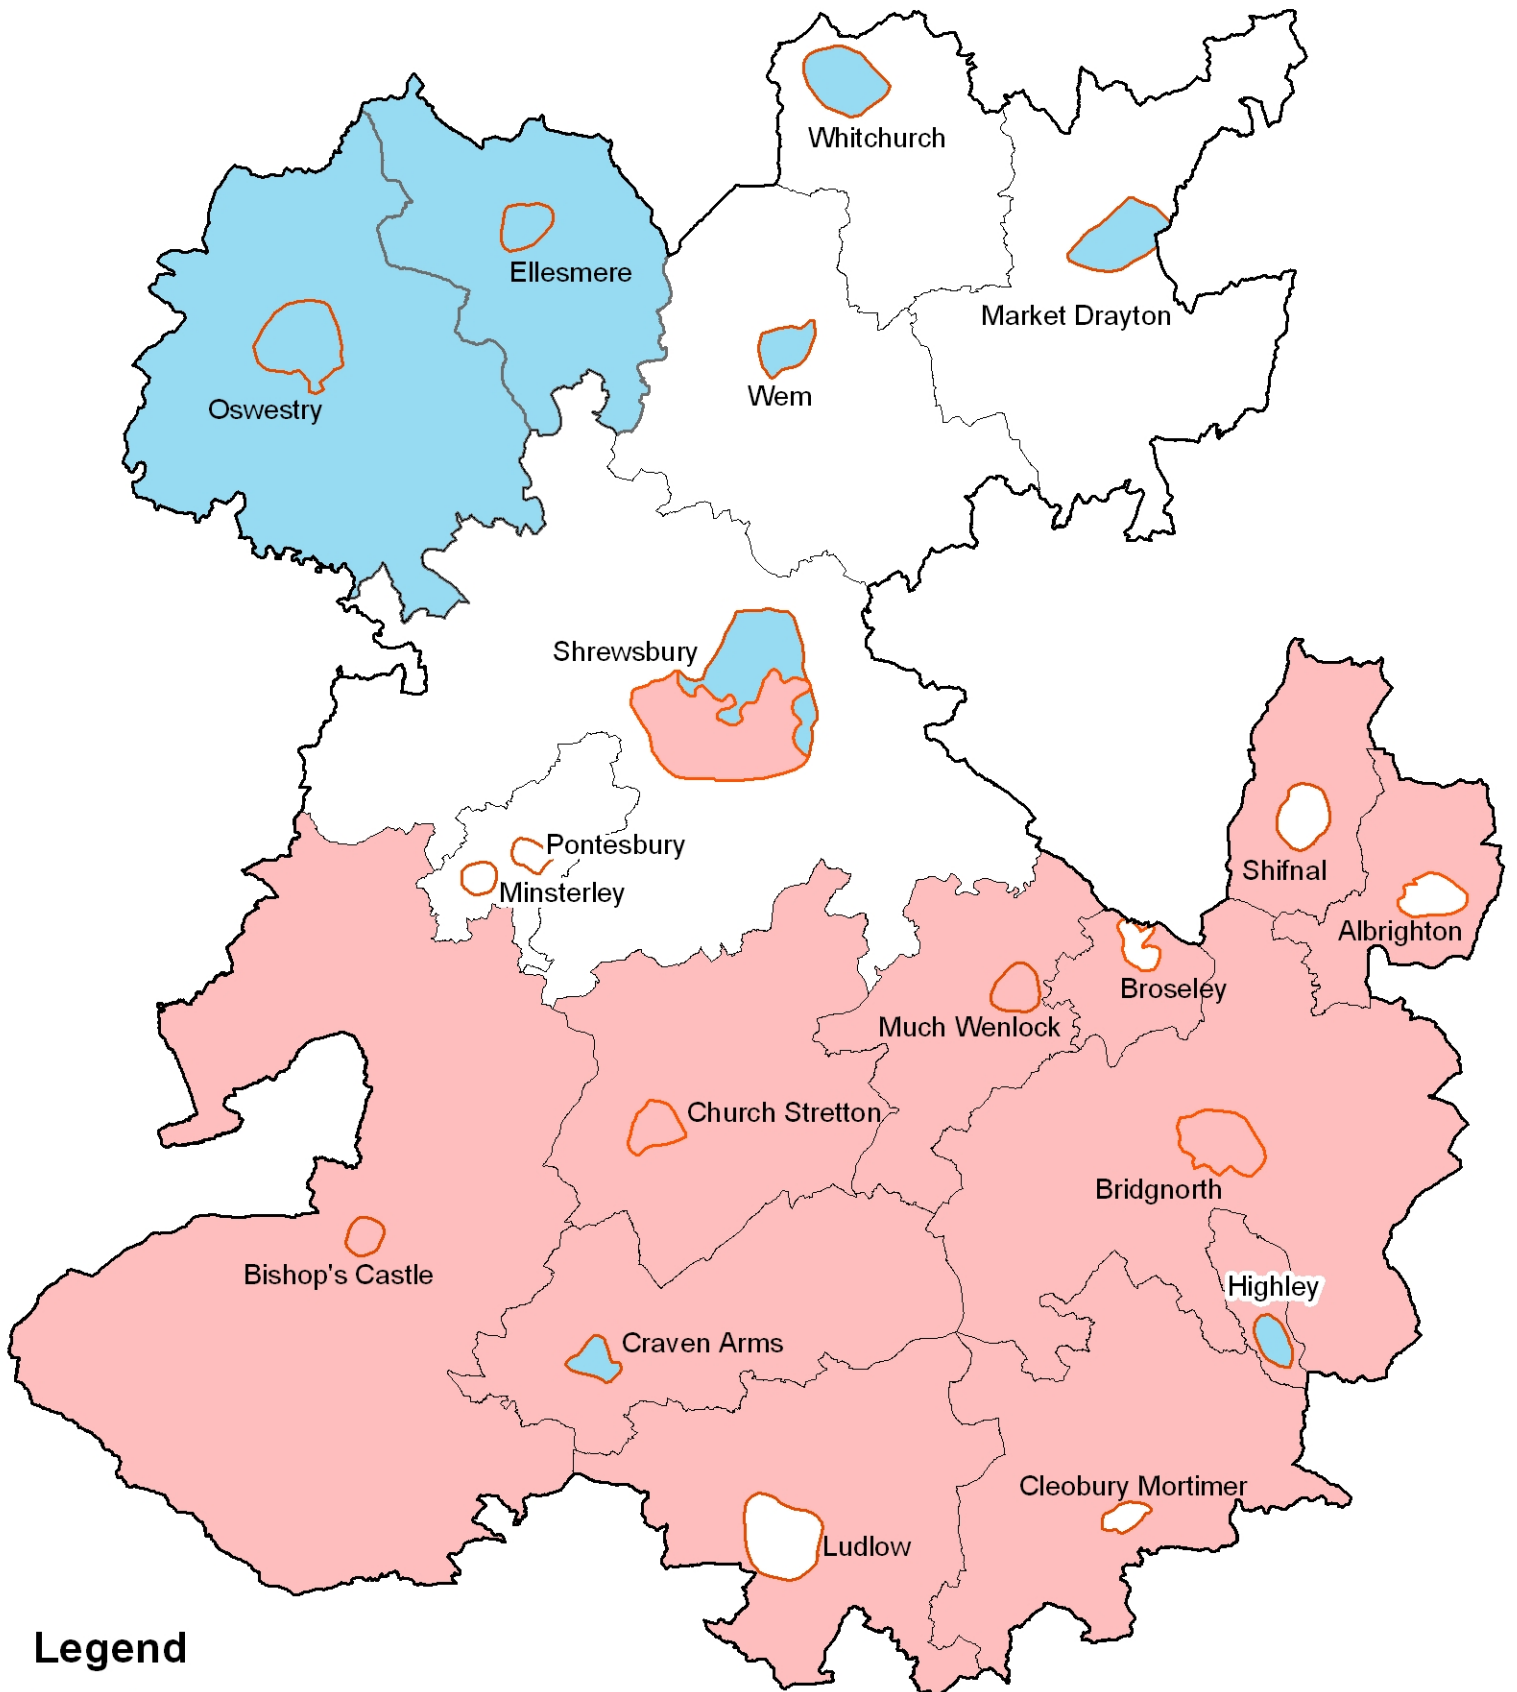 Whitchurch
Ellesmere
Market Drayton
Wem
Oswestry
Shrewsbury
Pontesbury
Shifnal
Minsterley
Albrighton
Broseley
Much Wenlock
Church Stretton
Bridgnorth
Bishop's Castle
Highley
Craven Arms
Cleobury Mortimer
Ludlow
Legend